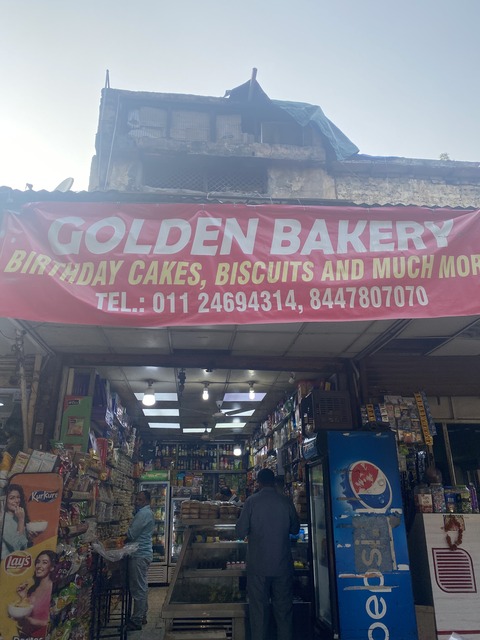 GOLDEN BAKERY
BIRTHDAY CAKES, BISCUITS AND MUCH MOR
TEL.: 011 24694314, 8447807070
KurKure
Lay's
pepsi